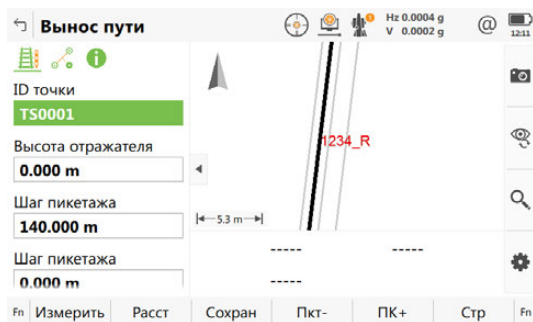 Вынос пути
Hz 0.0004 g
V 0.0002 g
@
12:11
ID точки
TS0001
Высота отражателя
0.000 m
Шаг пикетажа
140.000 m
Шаг пикетажа
0.000 m
1234_R
5.3 m
-----
-----
-----
Fn Измерить Расст Сохран Пкт- ПК+ Стр Fn